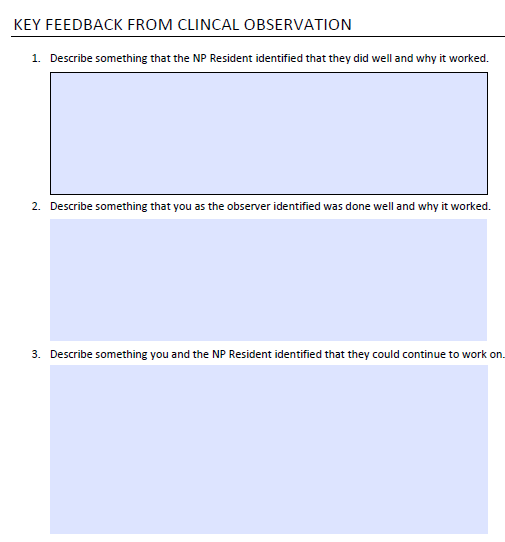 KEY FEEDBACK FROM CLINCAL OBSERVATION
1. Describe something that the NP Resident identified that they did well and why it worked.
2. Describe something that you as the observer identified was done well and why it worked.
3. Describe something you and the NP Resident identified that they could continue to work on.